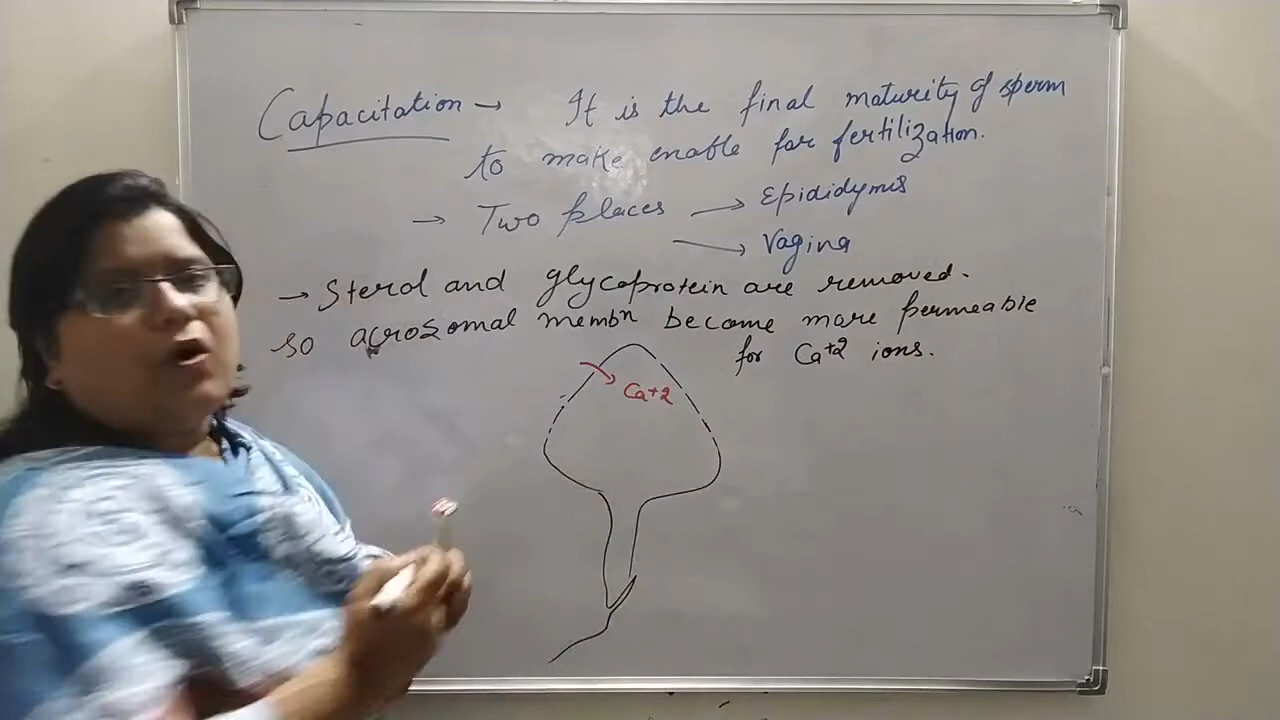 Capacitation → It is the final maturity of sperm
to make enable for fertilization.
→ Two places → Epididymis
→ Vagina
→ Sterol and glycoprotein are removed.
so acrosomal membn become more permeable
for Ca+2 ions.
Ca+2